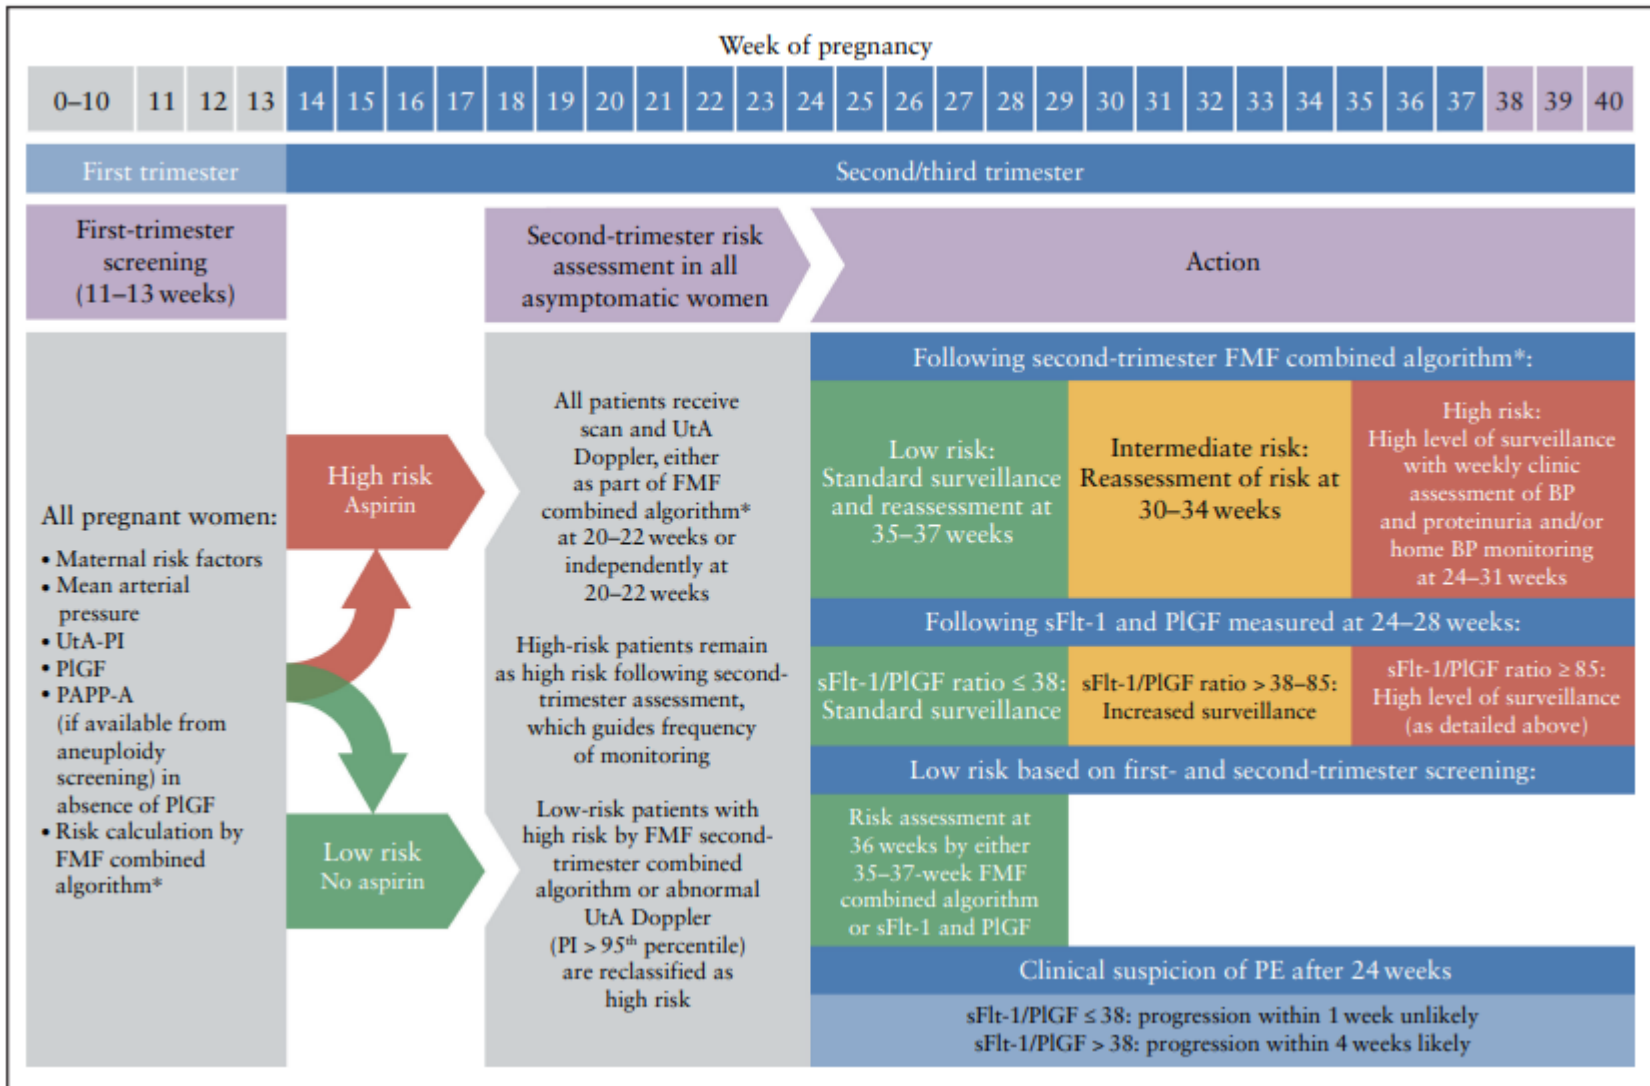 Week of pregnancy
0–10 11 12 13 14 15 16 17 18 19 20 21 22 23 24 25 26 27 28 29 30 31 32 33 34 35 36 37 38 39 40
First trimester
Second/third trimester
First-trimester
screening
(11–13 weeks)
Second-trimester risk
assessment in all
asymptomatic women
Action
All pregnant women:
• Maternal risk factors
• Mean arterial
pressure
• UtA-PI
• PlGF
• PAPP-A
(if available from
aneuploidy
screening) in
absence of PlGF
• Risk calculation by
FMF combined
algorithm*
High risk
Aspirin
Low risk
No aspirin
All patients receive
scan and UtA
Doppler, either
as part of FMF
combined algorithm*
at 20–22 weeks or
independently at
20–22 weeks
High-risk patients remain
as high risk following second-
trimester assessment,
which guides frequency
of monitoring
Low-risk patients with
high risk by FMF second-
trimester combined
algorithm or abnormal
UtA Doppler
(PI > 95th percentile)
are reclassified as
high risk
Following second-trimester FMF combined algorithm*:
Low risk:
Standard surveillance
and reassessment at
35–37 weeks
Intermediate risk:
Reassessment of risk at
30–34 weeks
High risk:
High level of surveillance
with weekly clinic
assessment of BP
and proteinuria and/or
home BP monitoring
at 24–31 weeks
Following sFlt-1 and PlGF measured at 24–28 weeks:
sFlt-1/PlGF ratio ≤ 38:
Standard surveillance
sFlt-1/PlGF ratio > 38–85:
Increased surveillance
sFlt-1/PlGF ratio ≥ 85:
High level of surveillance
(as detailed above)
Low risk based on first- and second-trimester screening:
Risk assessment at
36 weeks by either
35–37-week FMF
combined algorithm
or sFlt-1 and PlGF
Clinical suspicion of PE after 24 weeks
sFlt-1/PlGF ≤ 38: progression within 1 week unlikely
sFlt-1/PlGF > 38: progression within 4 weeks likely